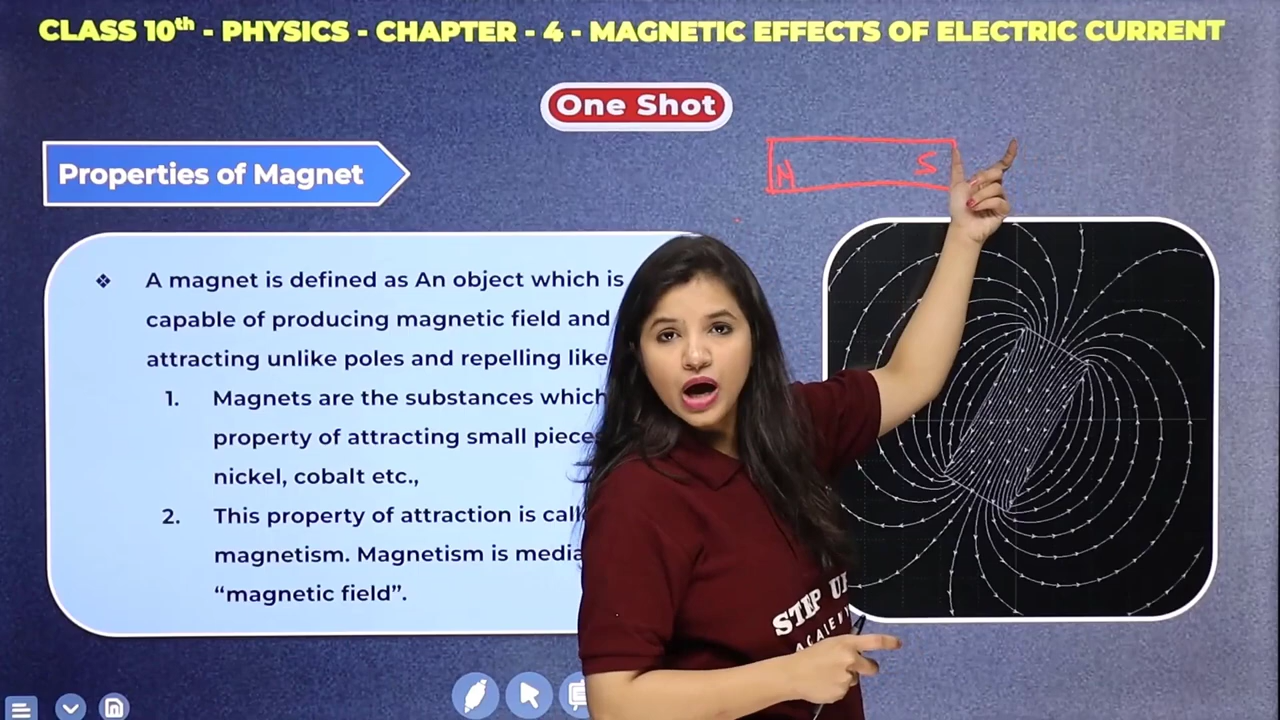 CLASS 10th - PHYSICS - CHAPTER - 4 - MAGNETIC EFFECTS OF ELECTRIC CURRENT
One Shot
N S
Properties of Magnet
❖ A magnet is defined as An object which is
capable of producing magnetic field and
attracting unlike poles and repelling like
1. Magnets are the substances which
property of attracting small
nickel, cobalt etc.,
2. This property of attraction is
magnetism. Magnetism is
“magnetic field”.
STEP UP